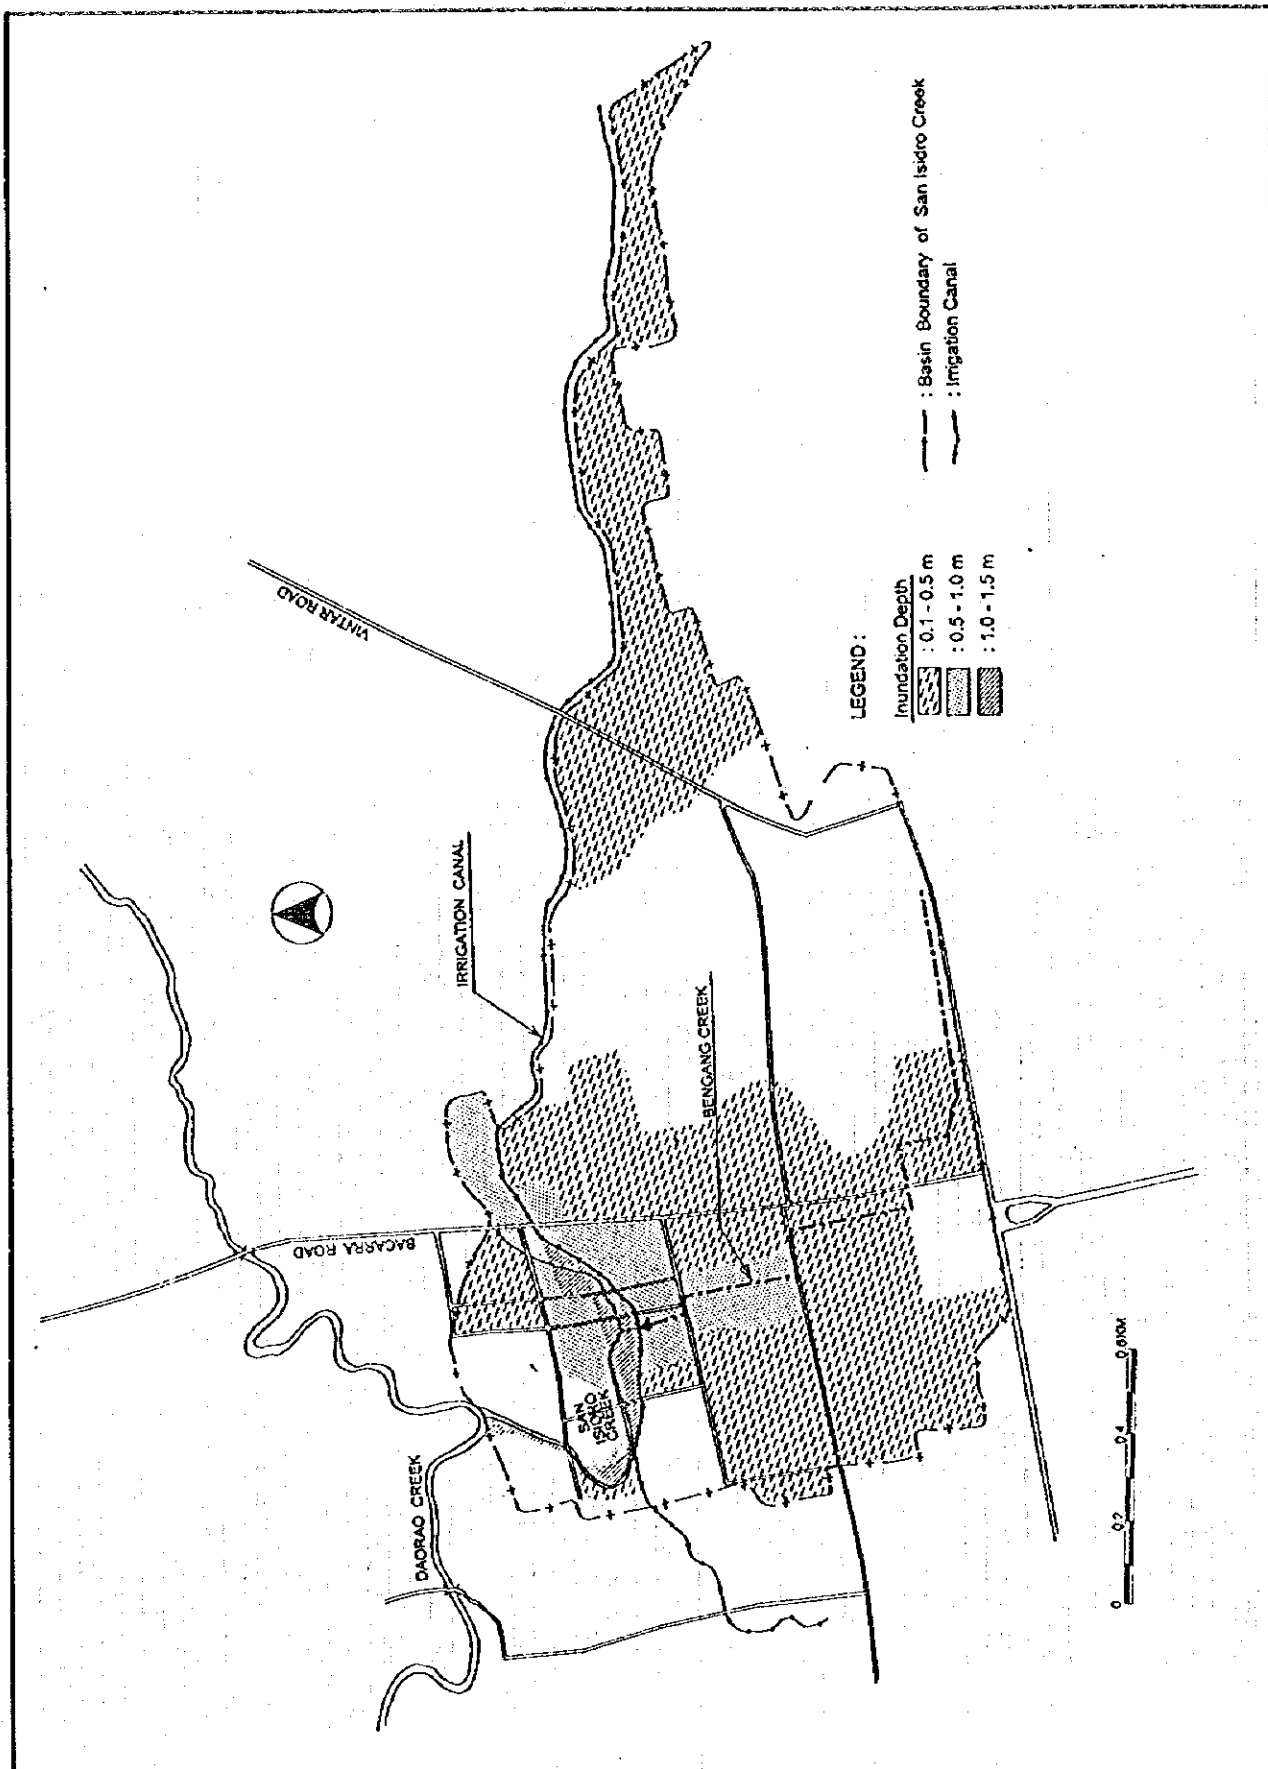 DAORAO CREEK
BACARRA ROAD
IRRIGATION CANAL
VINTAR ROAD
SAN
ISIDRO
CREEK
BENGANG CREEK
LEGEND :
Inundation Depth
: 0.1 - 0.5 m
: 0.5 - 1.0 m
: 1.0 - 1.5 m
: Basin Boundary of San Isidro Creek
: Irrigation Canal
0 0.2 0.4 0.6KM